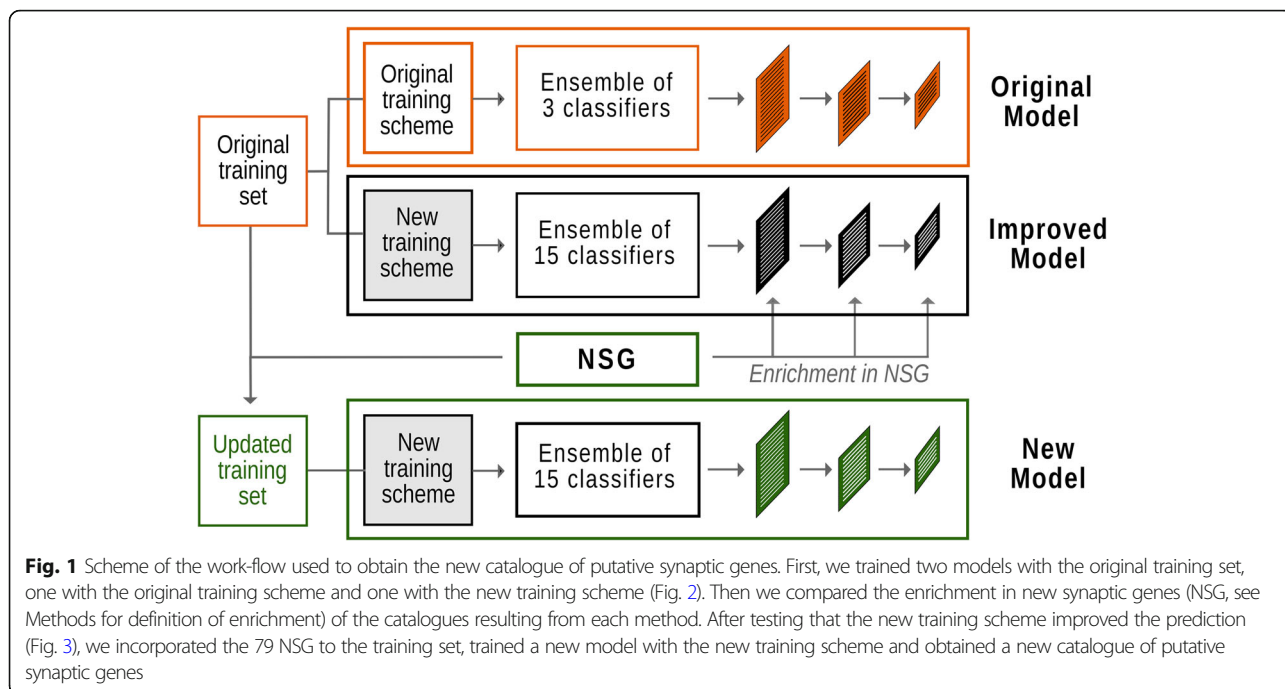 Original
training
set
Original
training
scheme
Ensemble of
3 classifiers
Original
Model
New
training
scheme
Ensemble of
15 classifiers
Improved
Model
NSG
Enrichment in NSG
Updated
training
set
New
training
scheme
Ensemble of
15 classifiers
New
Model
Fig. 1 Scheme of the work-flow used to obtain the new catalogue of putative synaptic genes. First, we trained two models with the original training set,
one with the original training scheme and one with the new training scheme (Fig. 2). Then we compared the enrichment in new synaptic genes (NSG, see
Methods for definition of enrichment) of the catalogues resulting from each method. After testing that the new training scheme improved the prediction
(Fig. 3), we incorporated the 79 NSG to the training set, trained a new model with the new training scheme and obtained a new catalogue of putative
synaptic genes